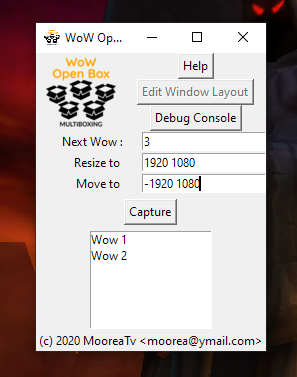 WoW Op...
WoW
Open Box
MULTIBOXING
Help
Edit Window Layout
Debug Console
Next Wow :
3
Resize to
1920 1080
Move to
-1920 1080
Capture
Wow 1
Wow 2
(c) 2020 MooreaTv <moorea@ymail.com>